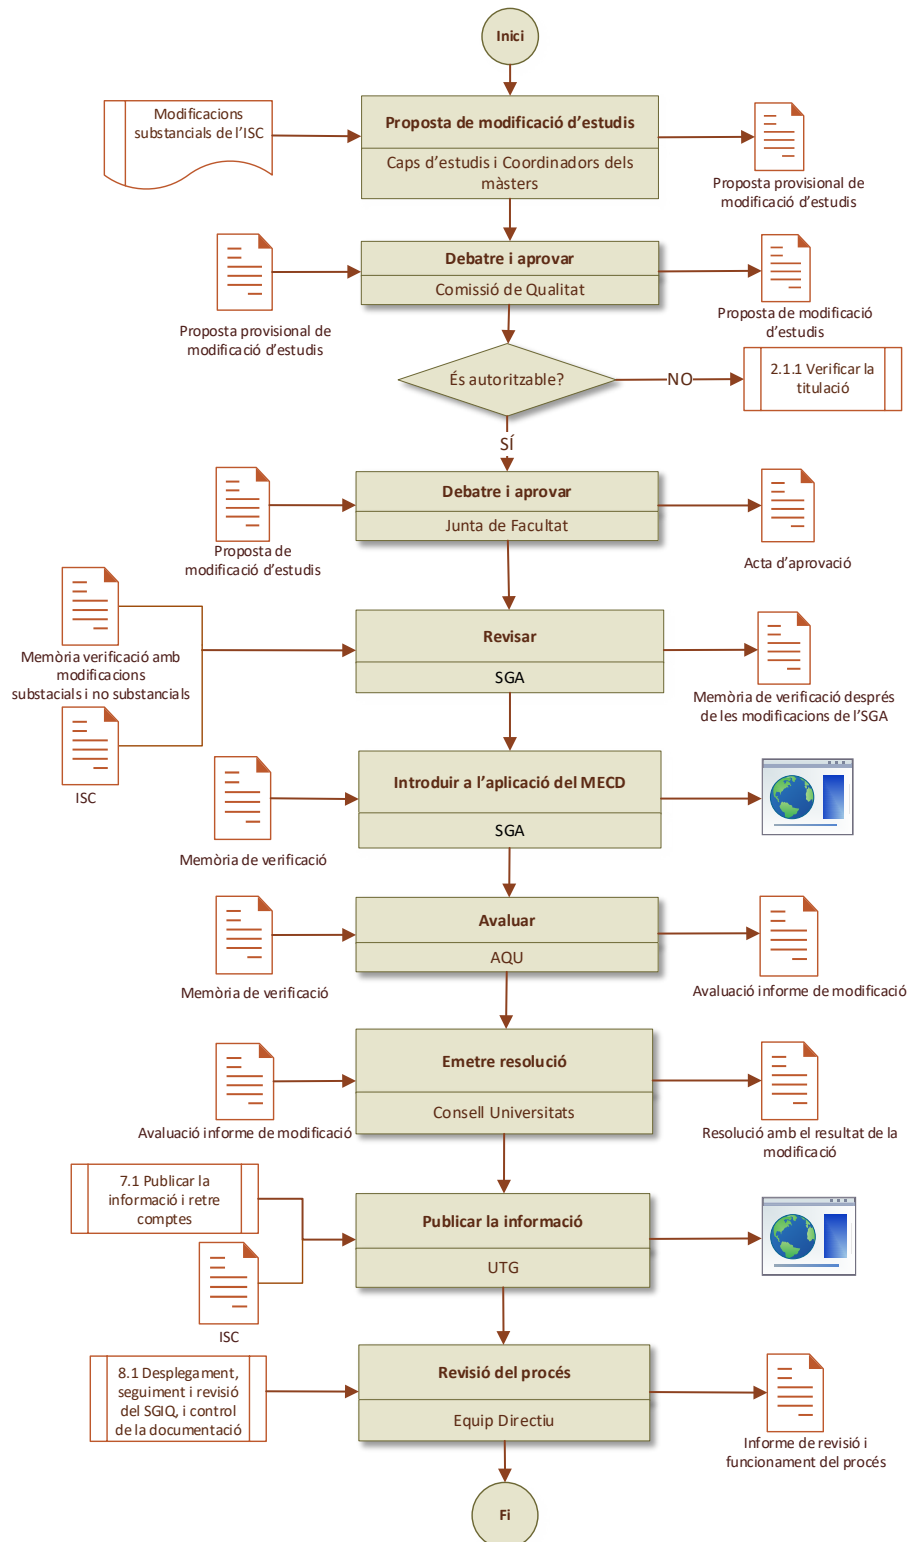 Inici
Modificacions
substancials de l'ISC
Proposta de modificació d'estudis
Caps d'estudis i Coordinadors dels
màsters
Proposta provisional de
modificació d'estudis
Proposta provisional de
modificació d'estudis
Debatre i aprovar
Comissió de Qualitat
Proposta de modificació
d'estudis
És autoritzable?
NO
2.1.1 Verificar la
titulació
SÍ
Proposta de
modificació d'estudis
Debatre i aprovar
Junta de Facultat
Acta d'aprovació
Memòria verificació amb
modificacions
substacials i no substancials
ISC
Revisar
SGA
Memòria de verificació després
de les modificacions de l'SGA
Memòria de verificació
Introduir a l'aplicació del MECD
SGA
Memòria de verificació
Avaluar
AQU
Avaluació informe de modificació
Avaluació informe de modificació
Emetre resolució
Consell Universitats
Resolució amb el resultat de la
modificació
7.1 Publicar la
informació i retre
comptes
ISC
Publicar la informació
UTG
8.1 Desplegament,
seguiment i revisió
del SGIQ, i control
de la documentació
Revisió del procés
Equip Directiu
Informe de revisió i
funcionament del procés
Fi